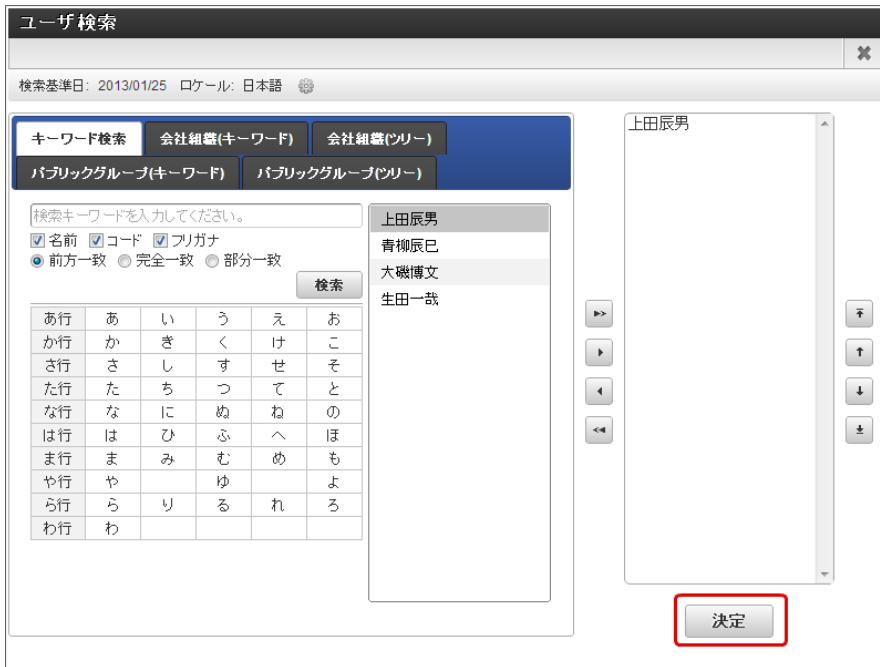 ユーザ検索
検索基準日: 2013/01/25 ロケール: 日本語
キーワード検索 会社組織(キーワード) 会社組織(ツリー)
パブリックグループ(キーワード) パブリックグループ(ツリー)
検索キーワードを入力してください。
名前 コード フリガナ
前方一致 完全一致 部分一致
検索
あ行 あ い う え お
か行 か き く け こ
さ行 さ し す せ そ
た行 た ち つ て と
な行 な に ぬ ね の
は行 は ひ ふ へ ほ
ま行 ま み む め も
や行 や ゆ よ
ら行 ら り る れ ろ
わ行 わ
上田辰男
青柳辰巳
大磯博文
生田一哉
上田辰男
決定